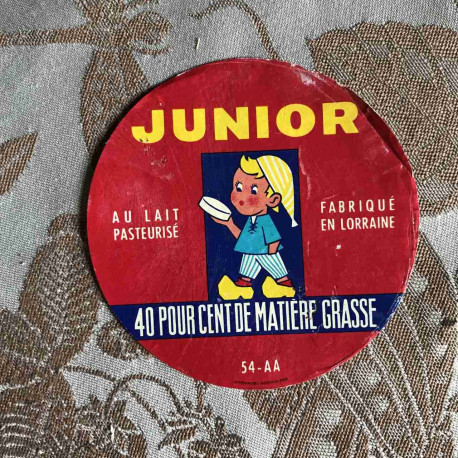 JUNIOR
AU LAIT
PASTEURISÉ
FABRIQUÉ
EN LORRAINE
40 POUR CENT DE MATIÈRE GRASSE
54-AA